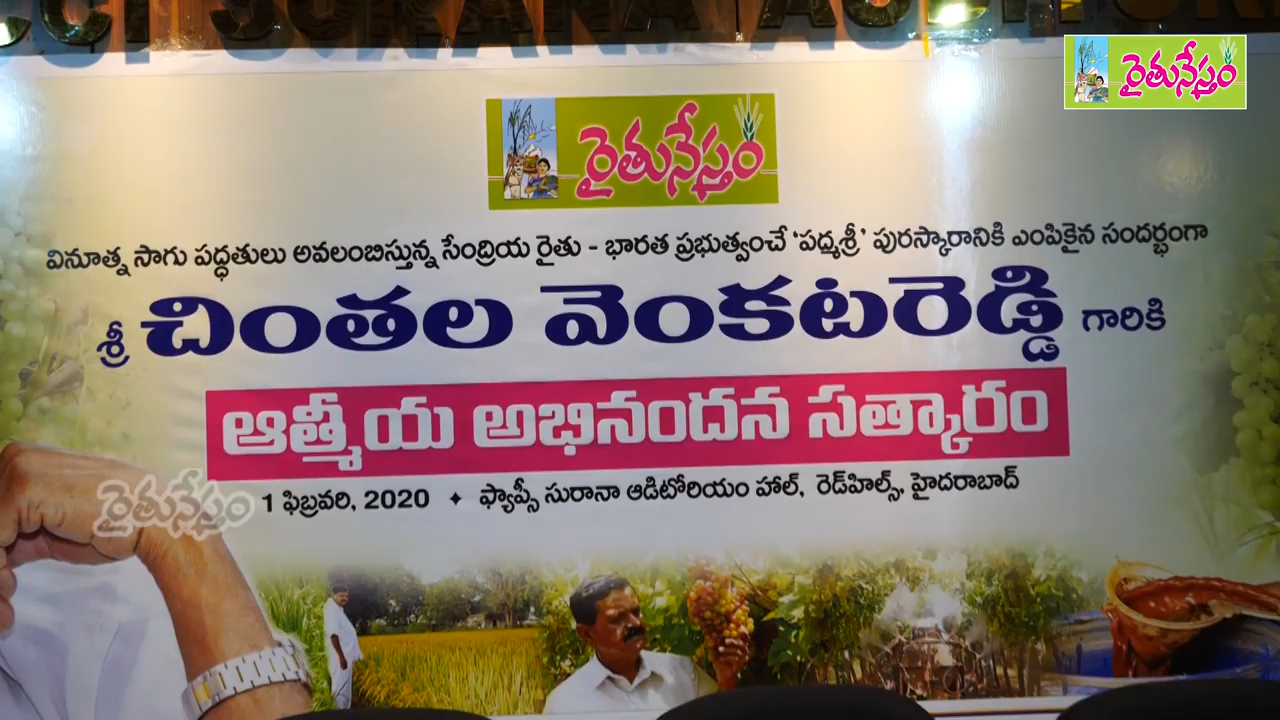 రైతునేస్తం
రైతునేస్తం
వినూత్న సాగు పద్ధతులు అవలంబిస్తున్న సేంద్రియ రైతు - భారత ప్రభుత్వంచే ‘పద్మశ్రీ’ పురస్కారానికి ఎంపికైన సందర్భంగా
శ్రీ చింతల వెంకటరెడ్డి గారికి
ఆత్మీయ అభినందన సత్కారం
రైతునేస్తం
1 ఫిబ్రవరి, 2020 ✦ ఫ్యాప్సీ సురానా ఆడిటోరియం హాల్, రెడ్‌హిల్స్, హైదరాబాద్